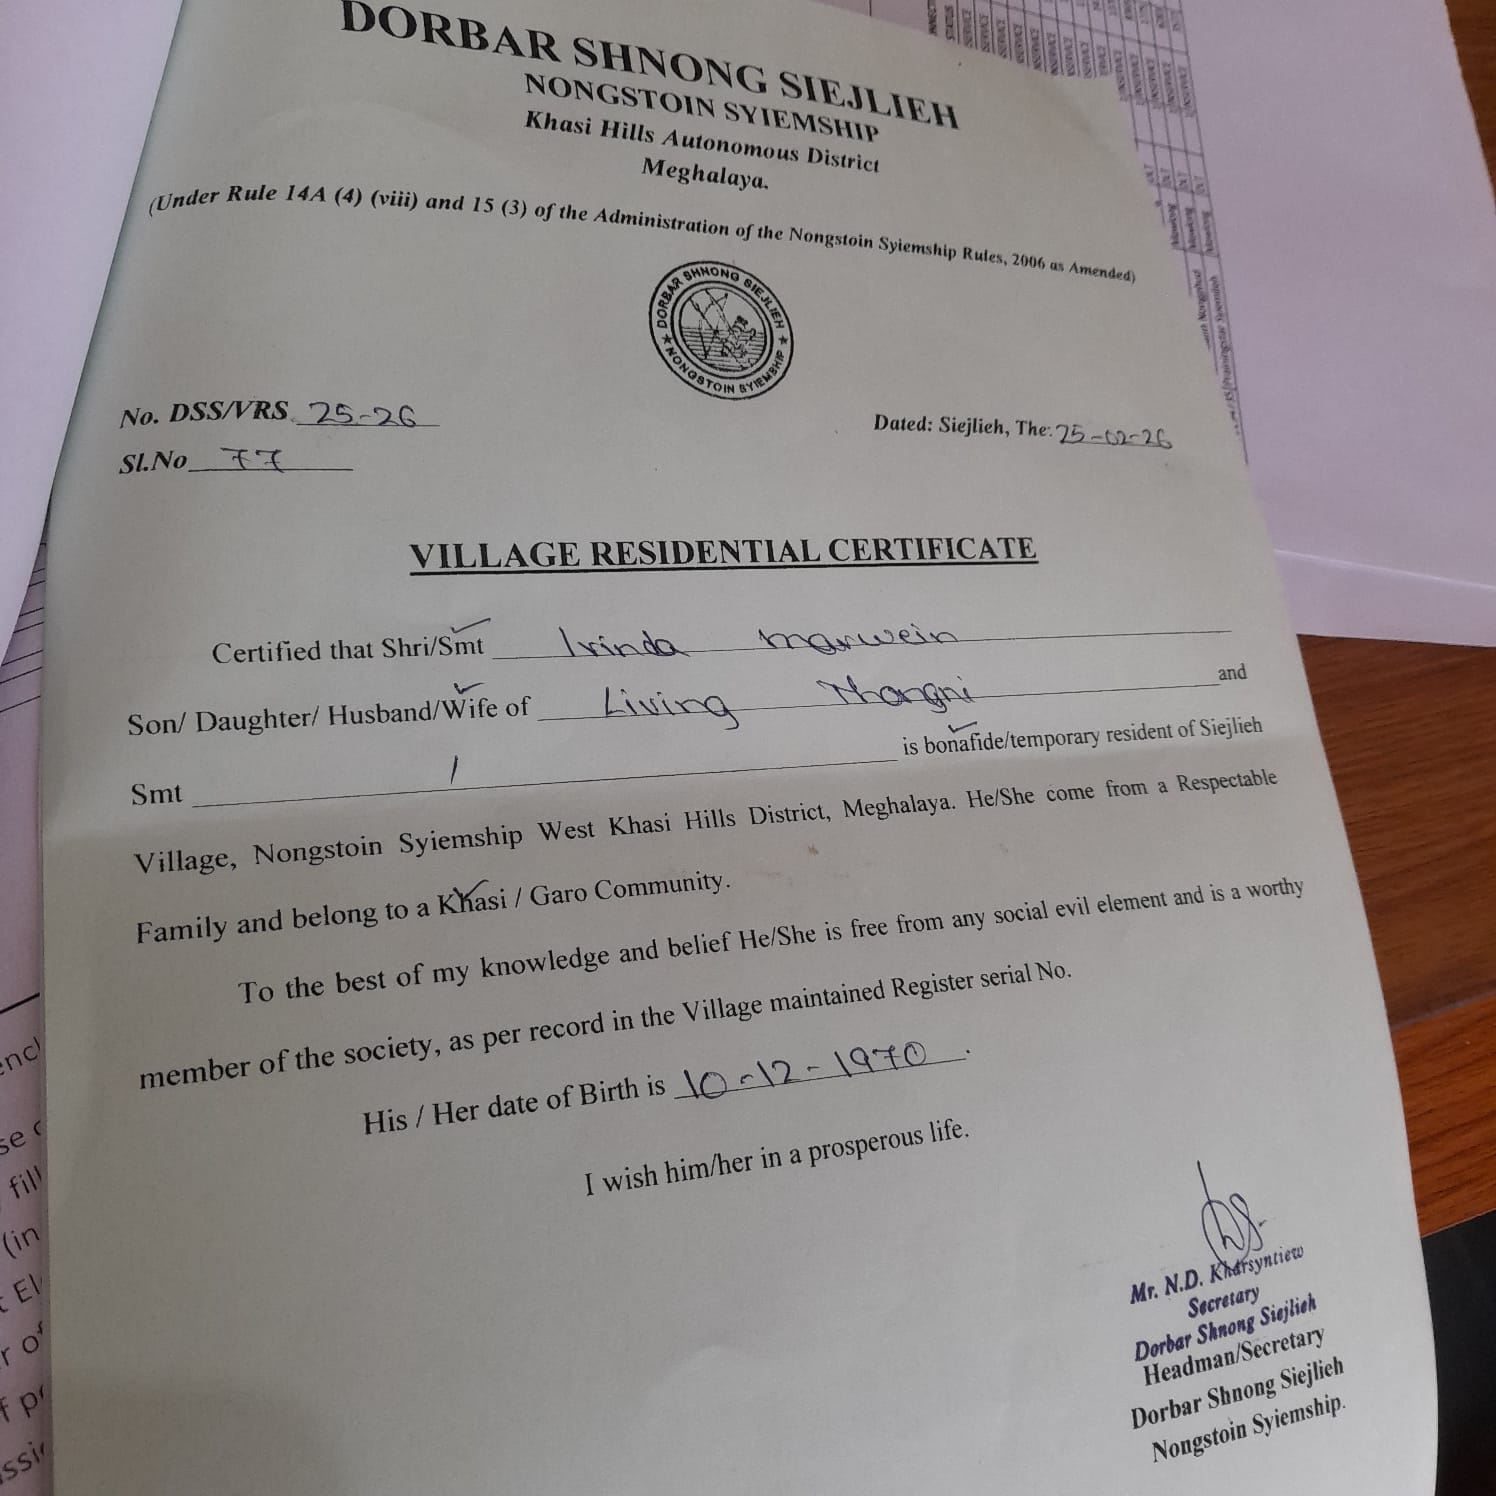 DORBAR SHNONG SIEJLIEH
NONGSTOIN SYIEMSHIP
Khasi Hills Autonomous District
Meghalaya.
(Under Rule 14A (4) (viii) and 15 (3) of the Administration of the Nongstoin Syiemship Rules, 2006 as Amended)
DORBAR SHNONG SIEJLIEH
★ NONGSTOIN SYIEMSHIP ★
No. DSS/VRS 25-26
Dated: Siejlieh, The: 25-02-26
Sl.No 77
VILLAGE RESIDENTIAL CERTIFICATE
Certified that Shri/Smt Irinda Marwein
Son/ Daughter/ Husband/Wife of Living Thongni and
Smt / is bonafide/temporary resident of Siejlieh
Village, Nongstoin Syiemship West Khasi Hills District, Meghalaya. He/She come from a Respectable
Family and belong to a Khasi / Garo Community.
To the best of my knowledge and belief He/She is free from any social evil element and is a worthy
member of the society, as per record in the Village maintained Register serial No.
His / Her date of Birth is 10-12-1970.
I wish him/her in a prosperous life.
Mr. N.D. Kharsyntiew
Secretary
Dorbar Shnong Siejlieh
Headman/Secretary
Dorbar Shnong Siejlieh
Nongstoin Syiemship.